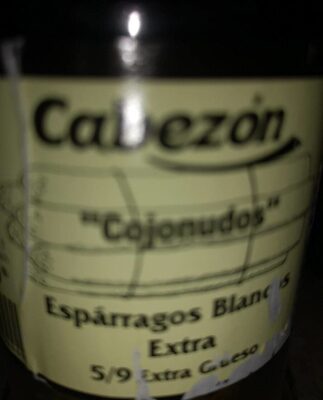 Cabezón
"Cojonudos"
Espárragos Blancos
Extra
5/9 Extra Grueso